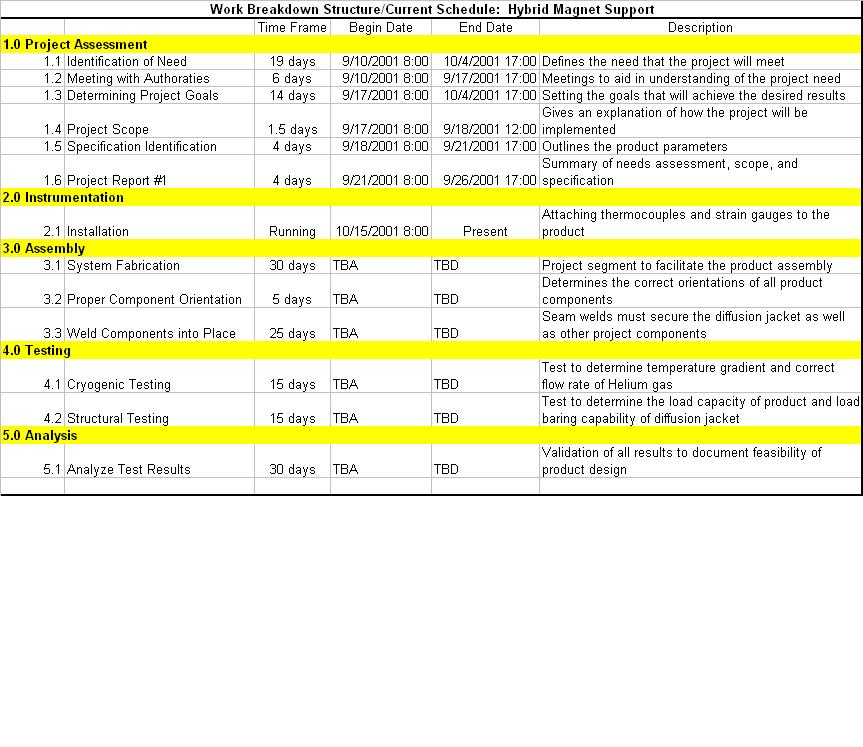 Work Breakdown Structure/Current Schedule:  Hybrid Magnet Support
Time Frame Begin Date End Date Description
1.0 Project Assessment
1.1 Identification of Need 19 days 9/10/2001 8:00 10/4/2001 17:00 Defines the need that the project will meet
1.2 Meeting with Authoraties 6 days 9/10/2001 8:00 9/17/2001 17:00 Meetings to aid in understanding of the project need
1.3 Determining Project Goals 14 days 9/17/2001 8:00 10/4/2001 17:00 Setting the goals that will achieve the desired results
Gives an explanation of how the project will be
1.4 Project Scope 1.5 days 9/17/2001 8:00 9/18/2001 12:00 implemented
1.5 Specification Identification 4 days 9/18/2001 8:00 9/21/2001 17:00 Outlines the product parameters
Summary of needs assessment, scope, and
1.6 Project Report #1 4 days 9/21/2001 8:00 9/26/2001 17:00 specification
2.0 Instrumentation
Attaching thermocouples and strain gauges to the
2.1 Installation Running 10/15/2001 8:00 Present product
3.0 Assembly
3.1 System Fabrication 30 days TBA TBD Project segment to facilitate the product assembly
Determines the correct orientations of all product
3.2 Proper Component Orientation 5 days TBA TBD components
Seam welds must secure the diffusion jacket as well
3.3 Weld Components into Place 25 days TBA TBD as other project components
4.0 Testing
Test to determine temperature gradient and correct
4.1 Cryogenic Testing 15 days TBA TBD flow rate of Helium gas
Test to determine the load capacity of product and load
4.2 Structural Testing 15 days TBA TBD baring capability of diffusion jacket
5.0 Analysis
Validation of all results to document feasibility of
5.1 Analyze Test Results 30 days TBA TBD product design